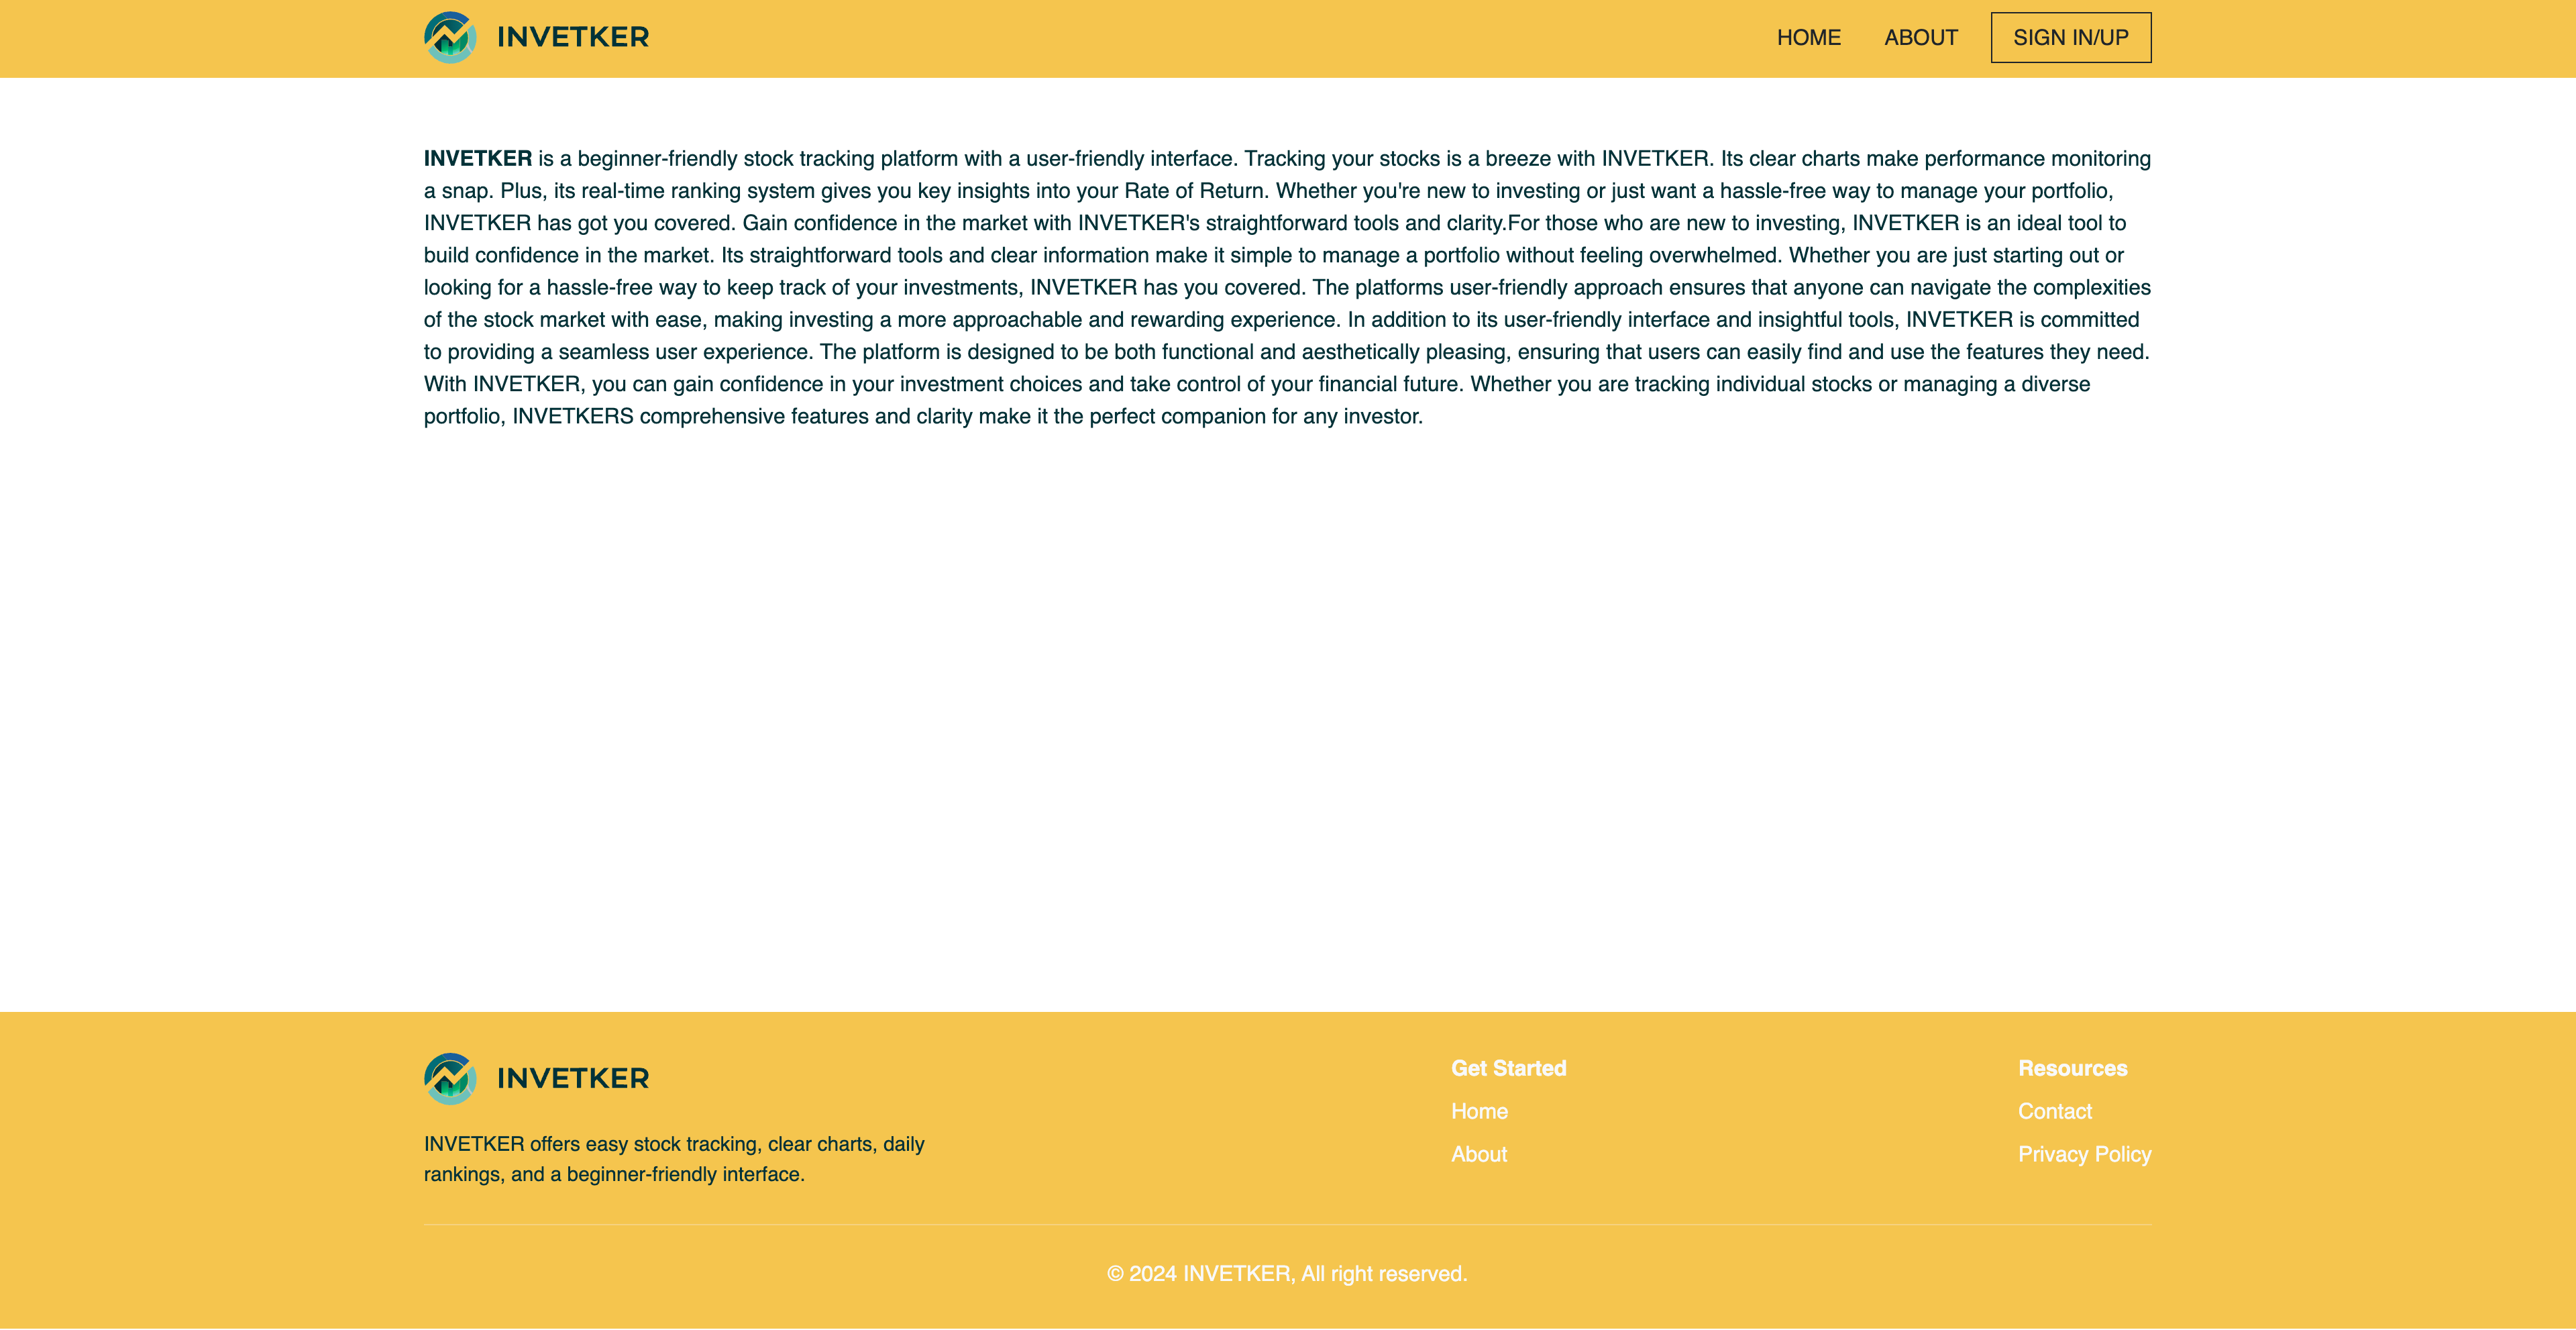 INVETKER
HOME
ABOUT
SIGN IN/UP
INVETKER is a beginner-friendly stock tracking platform with a user-friendly interface. Tracking your stocks is a breeze with INVETKER. Its clear charts make performance monitoring
a snap. Plus, its real-time ranking system gives you key insights into your Rate of Return. Whether you're new to investing or just want a hassle-free way to manage your portfolio,
INVETKER has got you covered. Gain confidence in the market with INVETKER's straightforward tools and clarity.For those who are new to investing, INVETKER is an ideal tool to
build confidence in the market. Its straightforward tools and clear information make it simple to manage a portfolio without feeling overwhelmed. Whether you are just starting out or
looking for a hassle-free way to keep track of your investments, INVETKER has you covered. The platforms user-friendly approach ensures that anyone can navigate the complexities
of the stock market with ease, making investing a more approachable and rewarding experience. In addition to its user-friendly interface and insightful tools, INVETKER is committed
to providing a seamless user experience. The platform is designed to be both functional and aesthetically pleasing, ensuring that users can easily find and use the features they need.
With INVETKER, you can gain confidence in your investment choices and take control of your financial future. Whether you are tracking individual stocks or managing a diverse
portfolio, INVETKERS comprehensive features and clarity make it the perfect companion for any investor.
INVETKER
INVETKER offers easy stock tracking, clear charts, daily
rankings, and a beginner-friendly interface.
Get Started
Home
About
Resources
Contact
Privacy Policy
© 2024 INVETKER, All right reserved.